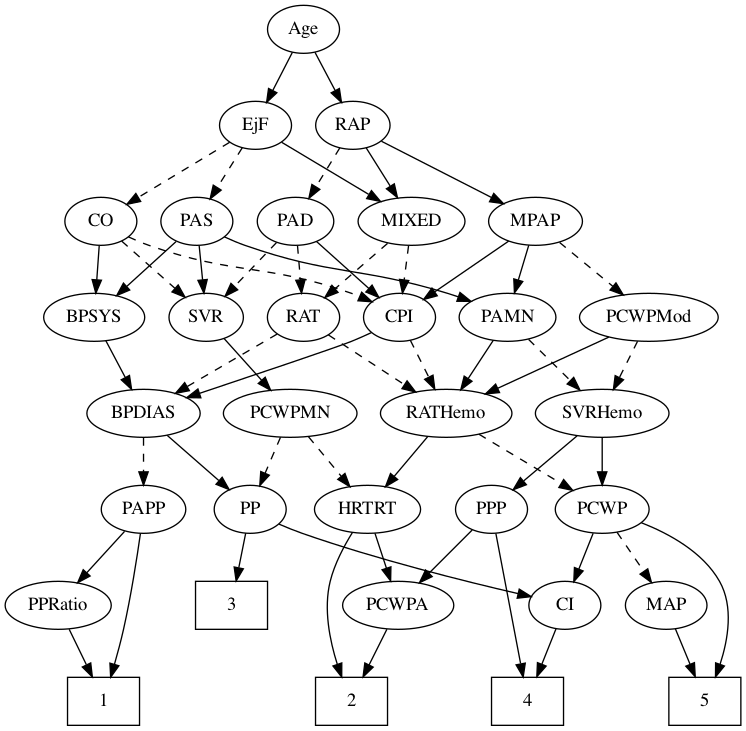 Age
EjF RAP
CO PAS PAD MIXED MPAP
BPSYS SVR RAT CPI PAMN PCWPMod
BPDIAS PCWPMN RATHemo SVRHemo
PAPP PP HRTRT PPP PCWP
PPRatio 3 PCWPA CI MAP
1 2 4 5